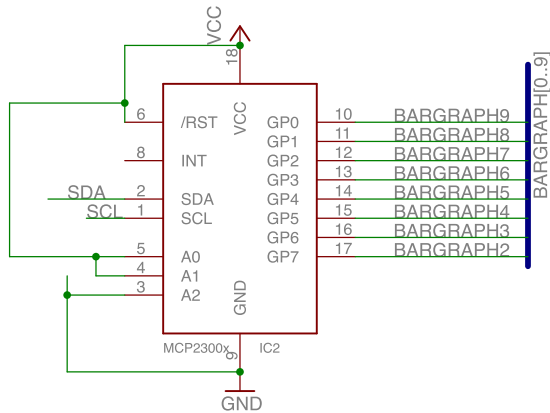 VCC
18
6 /RST VCC GP0 10 BARGRAPH9
GP1 11 BARGRAPH8
8 INT GP2 12 BARGRAPH7
GP3 13 BARGRAPH6
SDA 2 SDA GP4 14 BARGRAPH5
SCL 1 SCL GP5 15 BARGRAPH4
GP6 16 BARGRAPH3
5 A0 GP7 17 BARGRAPH2
4 A1
3 A2 GND
MCP2300x 9 IC2
GND
BARGRAPH[0..9]